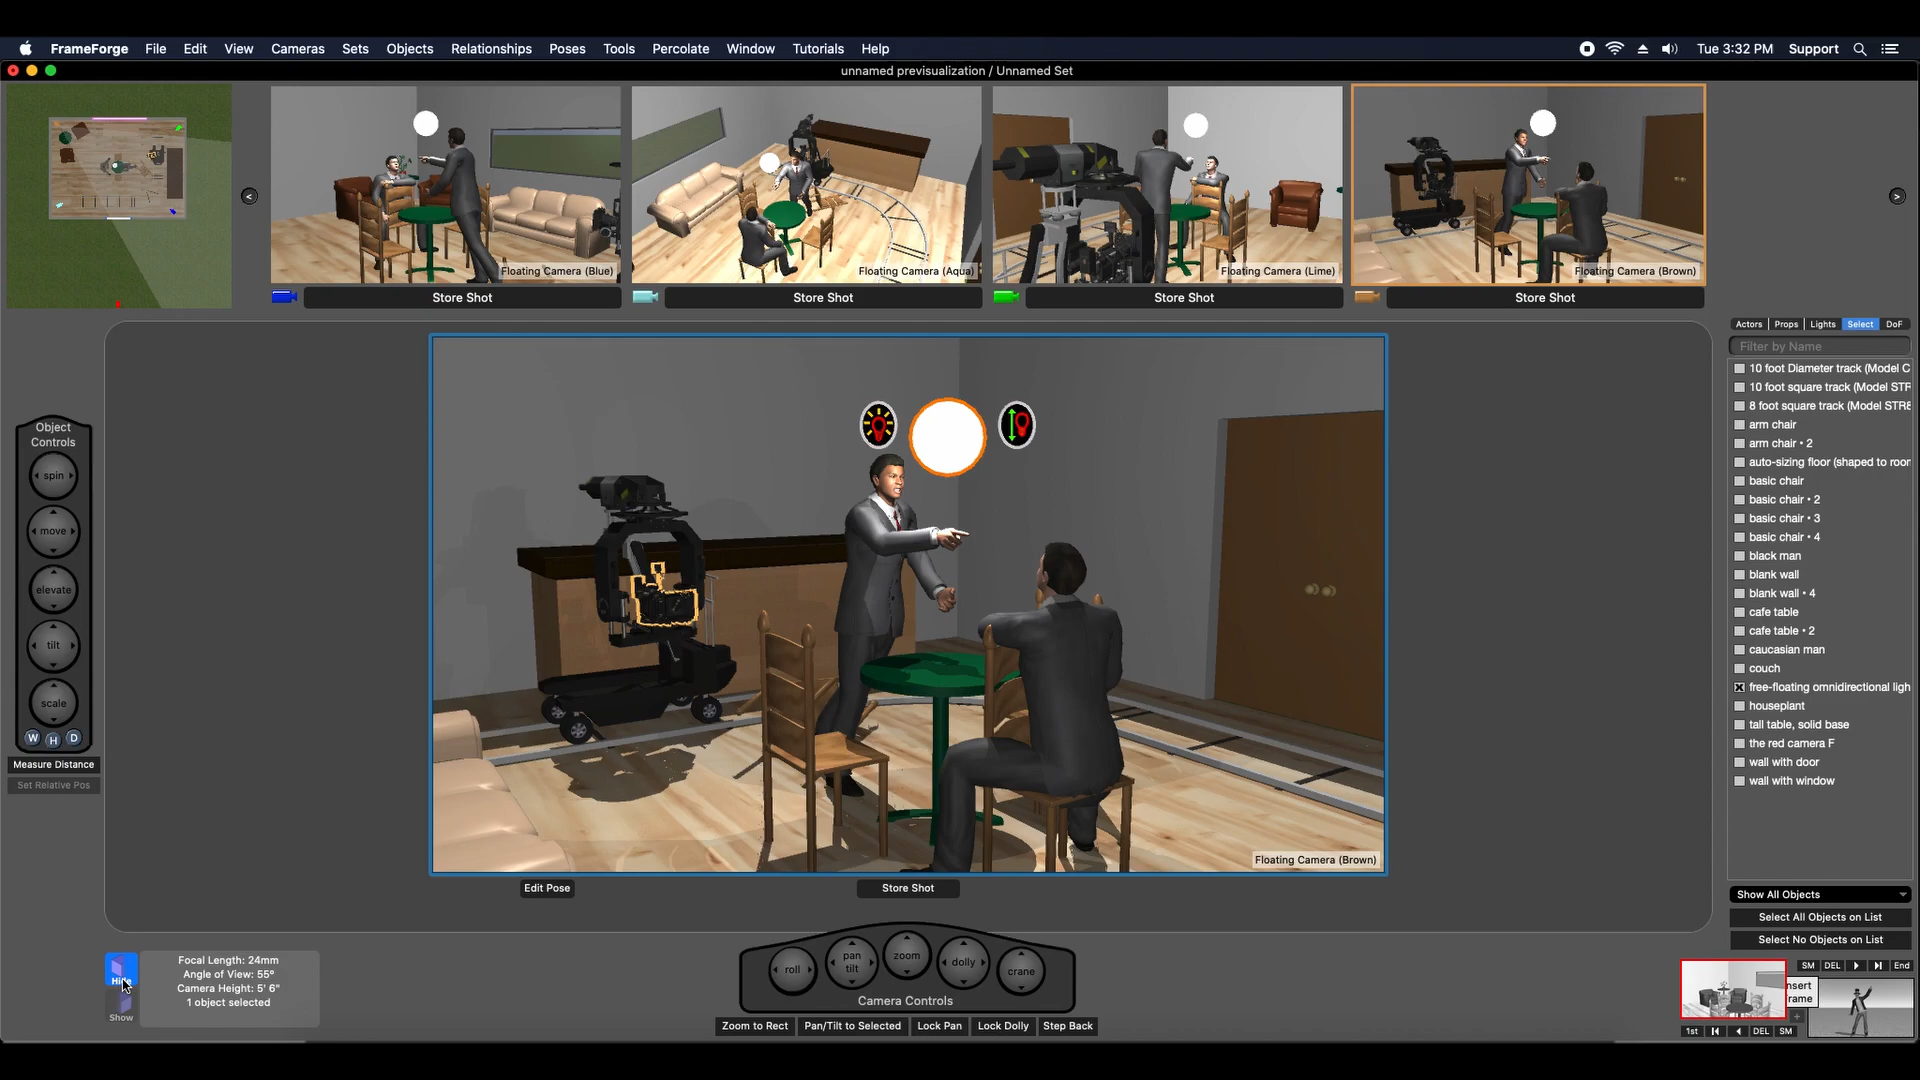 FrameForge File Edit View Cameras Sets Objects Relationships Poses Tools Percolate Window Tutorials Help Tue 3:32 PM Support
unnamed previsualization / Unnamed Set
<
Floating Camera (Blue)
Floating Camera (Aqua)
Floating Camera (Lime)
Floating Camera (Brown)
>
Store Shot
Store Shot
Store Shot
Store Shot
Actors Props Lights Select DoF
Filter by Name
10 foot Diameter track (Model C
10 foot square track (Model STR
8 foot square track (Model STR8
arm chair
arm chair • 2
auto-sizing floor (shaped to roor
basic chair
basic chair • 2
basic chair • 3
basic chair • 4
black man
blank wall
blank wall • 4
cafe table
cafe table • 2
caucasian man
couch
free-floating omnidirectional ligh
houseplant
tall table, solid base
the red camera F
wall with door
wall with window
Show All Objects
Select All Objects on List
Select No Objects on List
Object
Controls
spin
move
elevate
tilt
scale
W H D
Measure Distance
Set Relative Pos
Floating Camera (Brown)
Edit Pose
Store Shot
Hide
Show
Focal Length: 24mm
Angle of View: 55°
Camera Height: 5' 6"
1 object selected
roll
pan
tilt
zoom
dolly
crane
Camera Controls
Zoom to Rect Pan/Tilt to Selected Lock Pan Lock Dolly Step Back
SM DEL End
nsert
rame
+
1st DEL SM